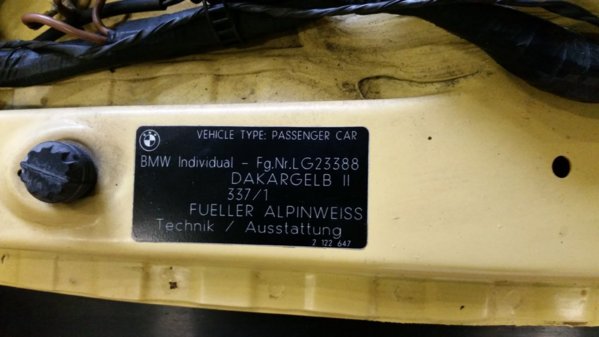 VEHICLE TYPE: PASSENGER CAR
BMW Individual - Fg.Nr.LG23388
DAKARGELB II
337/1
FUELLER ALPINWEISS
Technik / Ausstattung
2 122 647